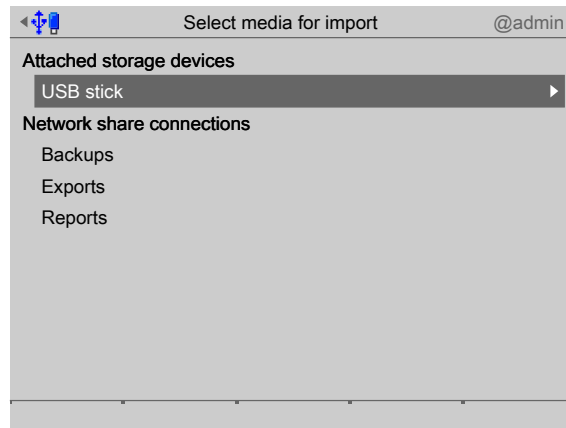 Select media for import @admin
Attached storage devices
USB stick
Network share connections
Backups
Exports
Reports